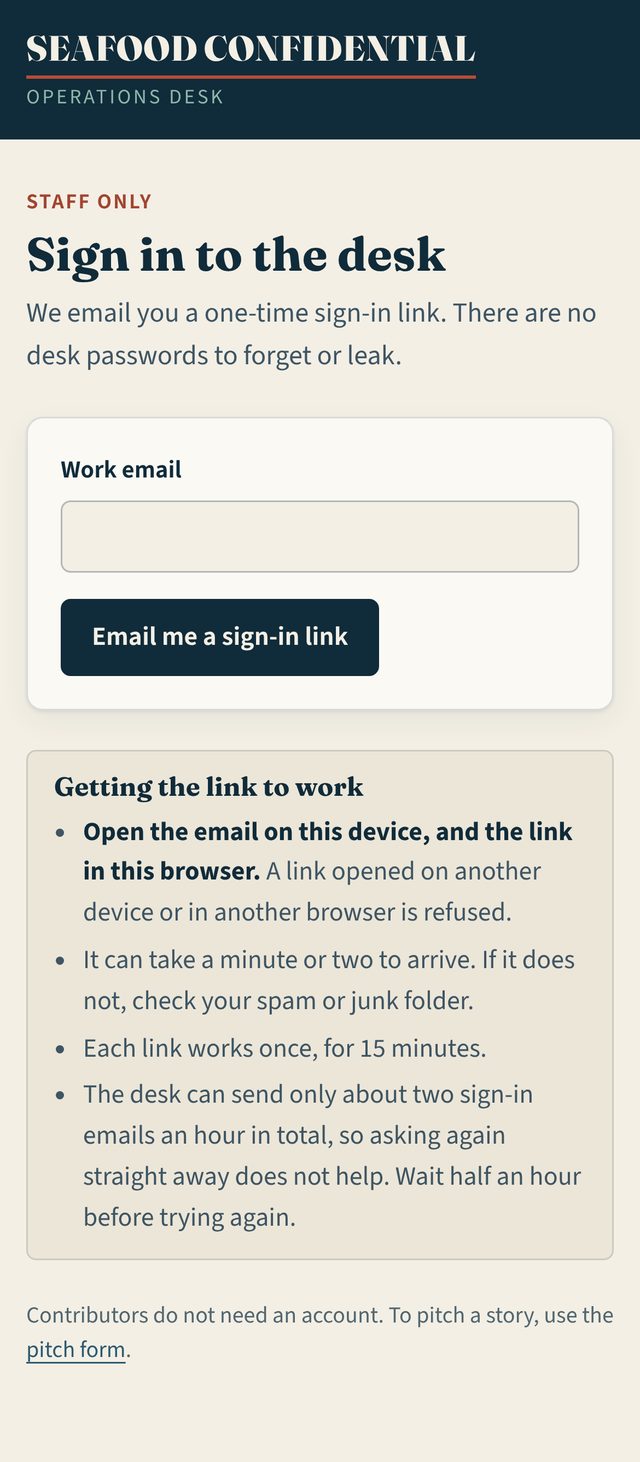 SEAFOOD CONFIDENTIAL
OPERATIONS DESK
STAFF ONLY
Sign in to the desk
We email you a one-time sign-in link. There are no
desk passwords to forget or leak.
Work email
Email me a sign-in link
Getting the link to work
• Open the email on this device, and the link
in this browser. A link opened on another
device or in another browser is refused.
• It can take a minute or two to arrive. If it does
not, check your spam or junk folder.
• Each link works once, for 15 minutes.
• The desk can send only about two sign-in
emails an hour in total, so asking again
straight away does not help. Wait half an hour
before trying again.
Contributors do not need an account. To pitch a story, use the
pitch form.